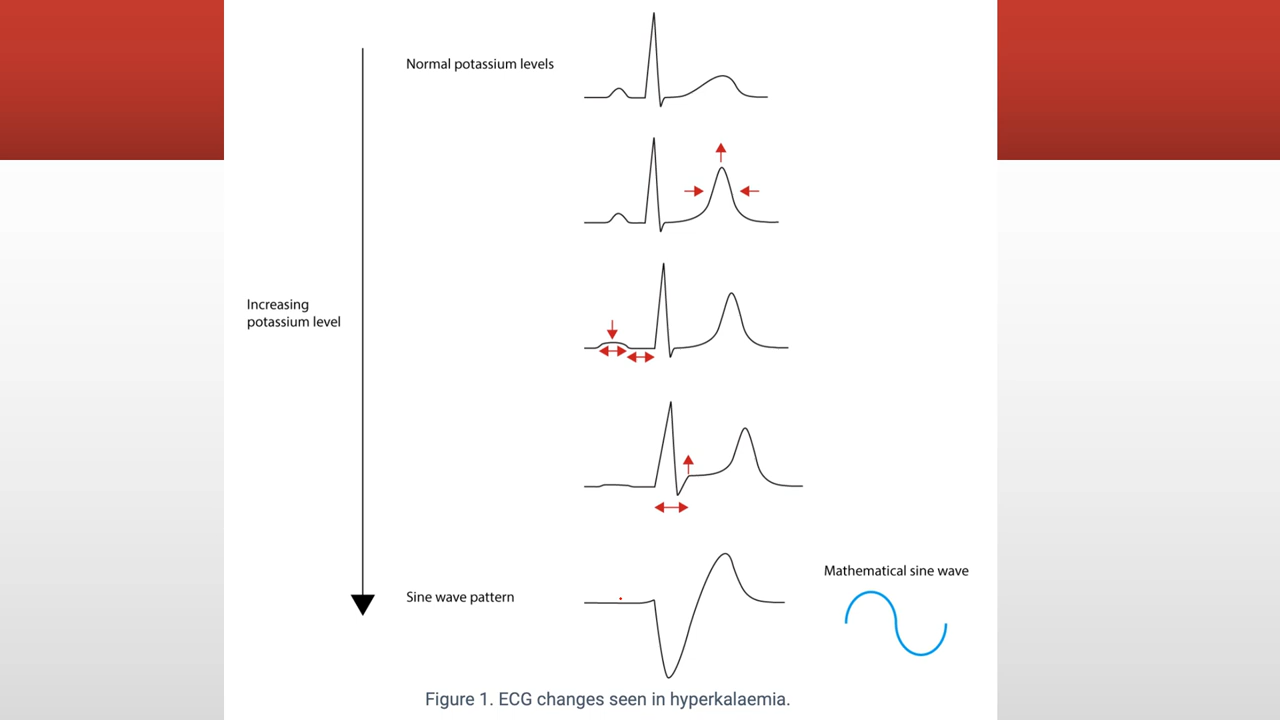 Normal potassium levels
Increasing
potassium level
Mathematical sine wave
Sine wave pattern
Figure 1. ECG changes seen in hyperkalaemia.